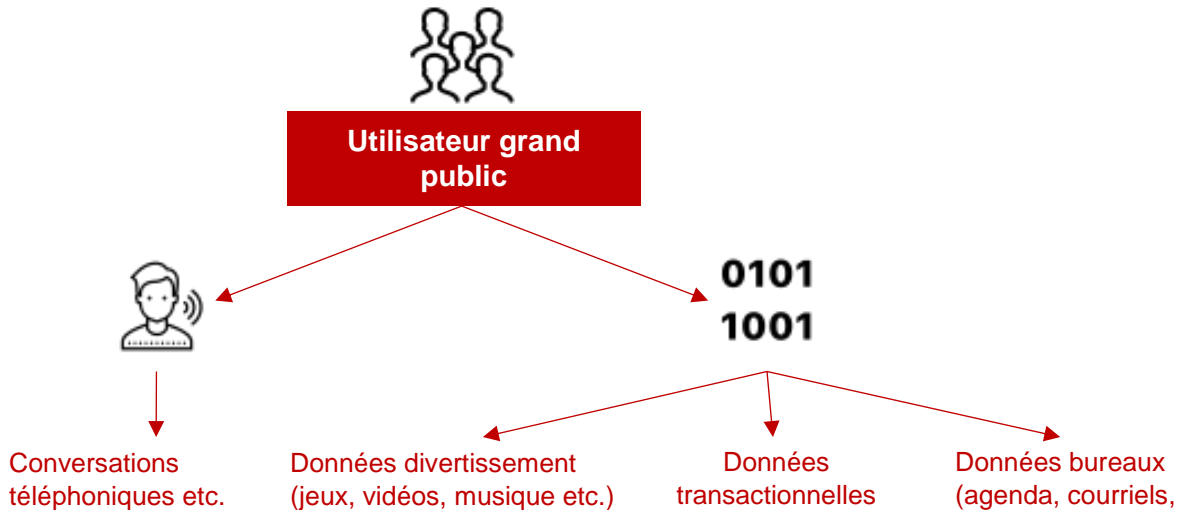 Utilisateur grand
public
0101
1001
Conversations
téléphoniques etc.
Données divertissement
(jeux, vidéos, musique etc.)
Données
transactionnelles
Données bureaux
(agenda, courriels,